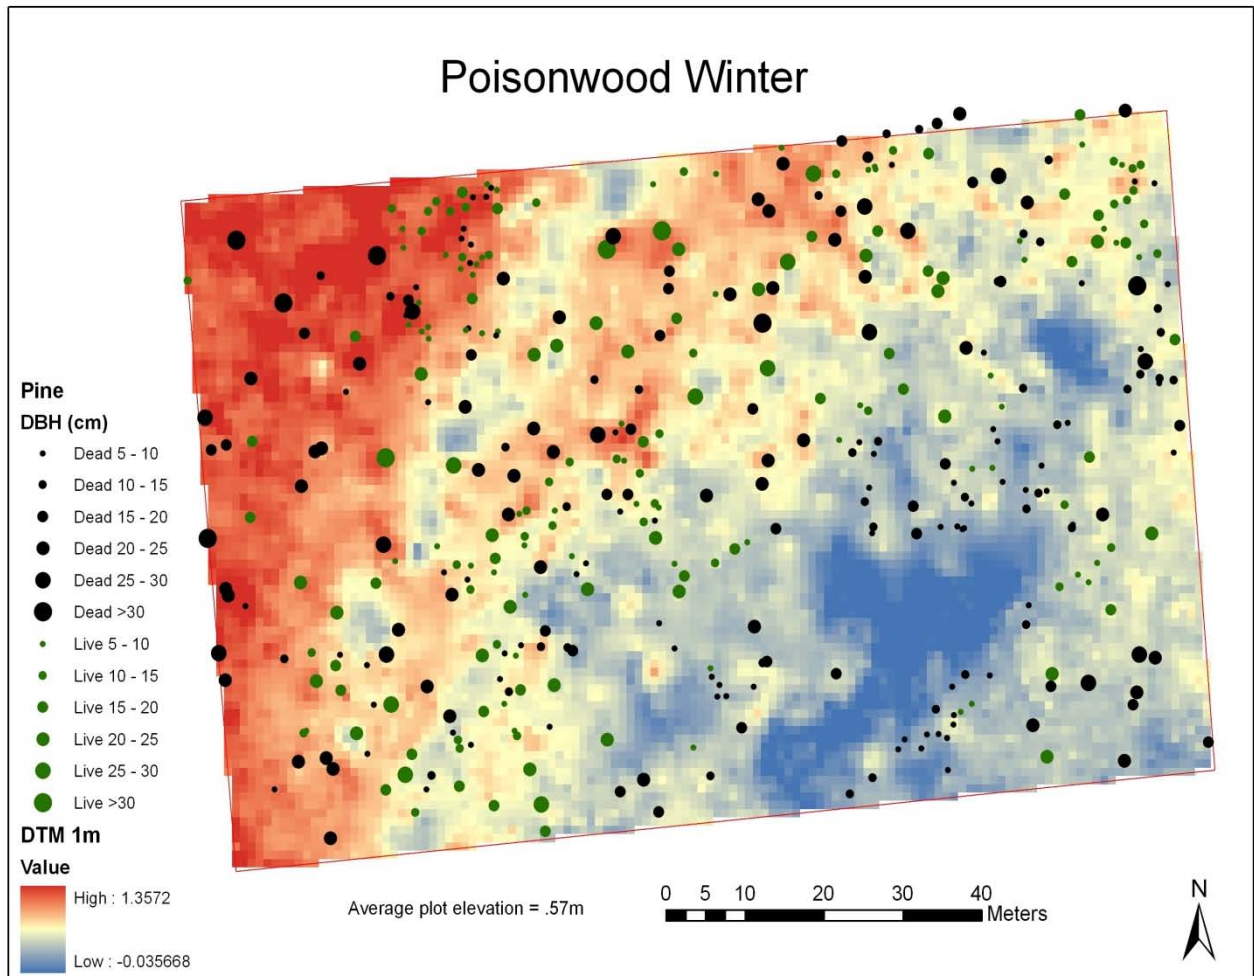 Poisonwood Winter
Pine
DBH (cm)
Dead 5 - 10
Dead 10 - 15
Dead 15 - 20
Dead 20 - 25
Dead 25 - 30
Dead >30
Live 5 - 10
Live 10 - 15
Live 15 - 20
Live 20 - 25
Live 25 - 30
Live >30
DTM 1m
Value
High : 1.3572
Low : -0.035668
Average plot elevation = .57m
0 5 10 20 30 40
Meters
N